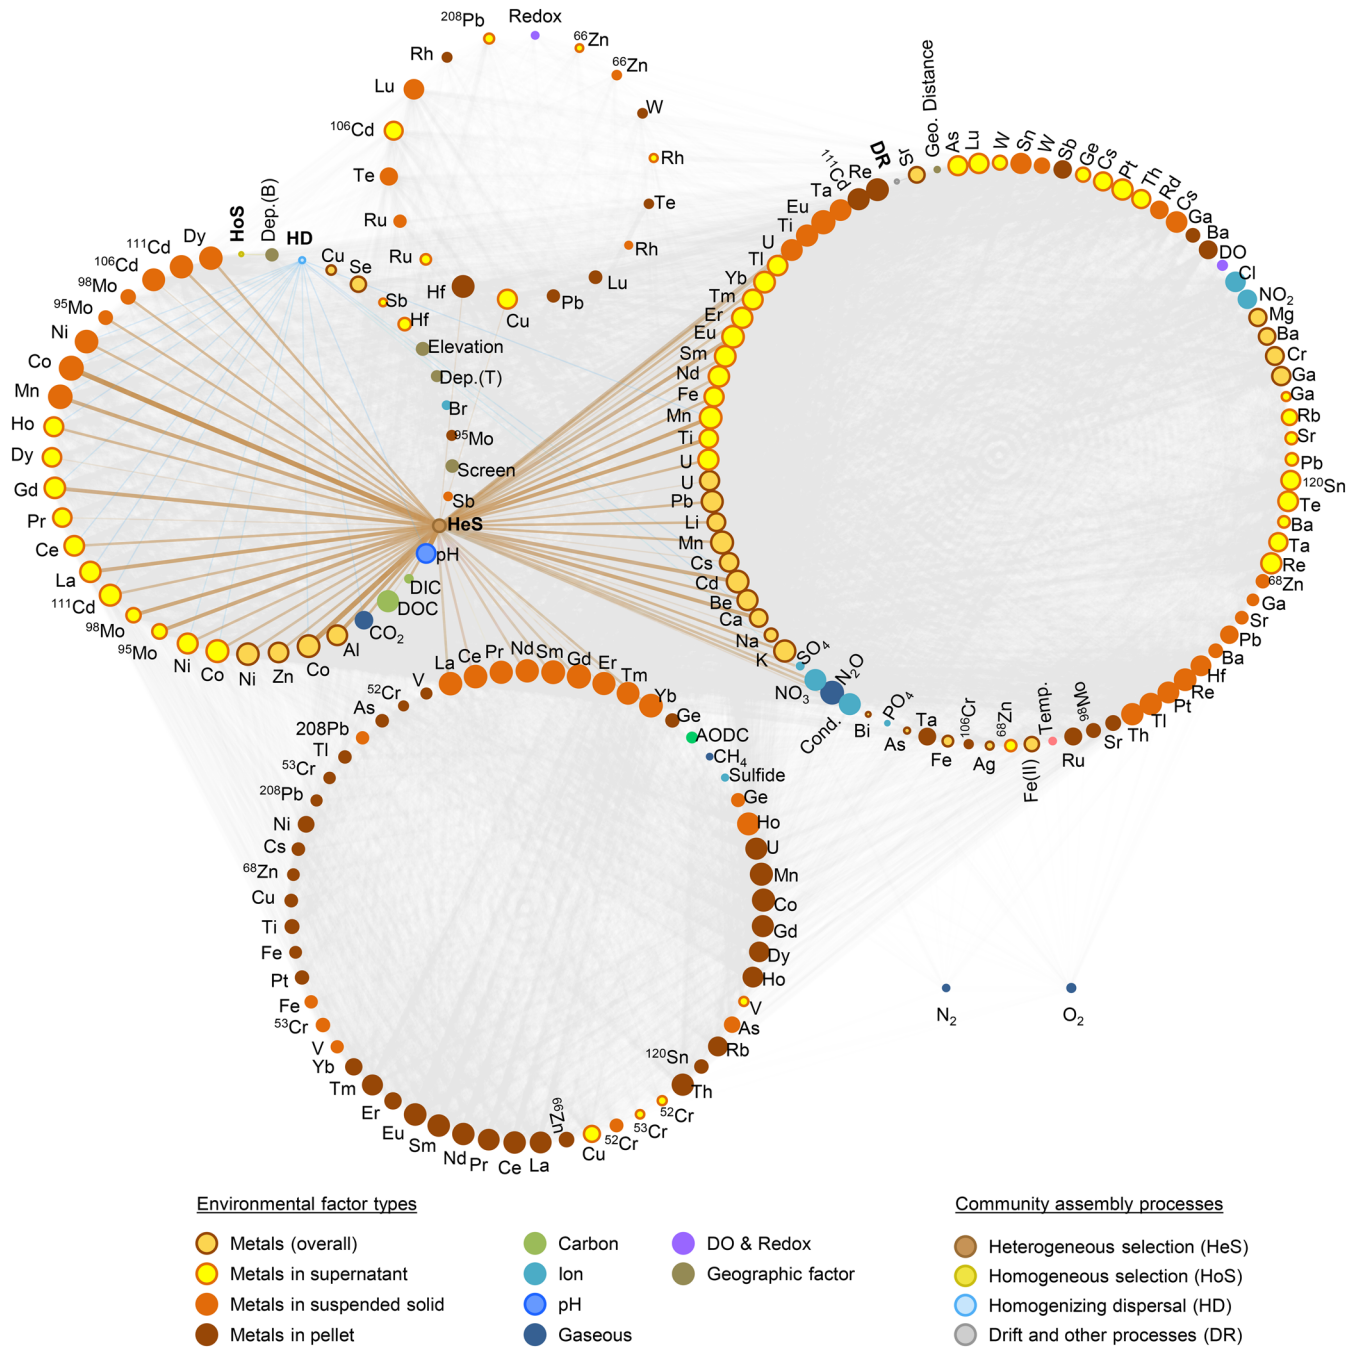 208Pb
Redox
66Zn
Rh
66Zn
Lu
W
106Cd
Rh
Te
Te
Ru
Rh
Ru
Lu
Hf
Pb
Cu
HoS
Dep.(B)
HD
Dy
111Cd
106Cd
98Mo
95Mo
Ni
Co
Mn
Ho
Dy
Gd
Pr
Ce
La
111Cd
98Mo
95Mo
Ni
Co
Ni
Zn
Co
Al
CO2
DOC
DIC
pH
HeS
Sb
Screen
95Mo
Br
Dep.(T)
Elevation
Hf
Sb
Se
Cu
DR
Sr
Geo. Distance
As
Lu
W
Sn
W
Sb
Ge
Cs
Pt
Th
Rd
Cs
Ga
Ba
DO
Cl
NO2
Mg
Ba
Cr
Ga
Ga
Rb
Sr
Pb
120Sn
Te
Ba
Ta
Re
68Zn
Ga
Sr
Pb
Ba
Hf
Re
Pt
Tl
Th
Sr
98Mo
Ru
Temp.
Fe(II)
68Zn
Ag
106Cr
Fe
Ta
As
PO4
Bi
Cond.
N2O
NO3
SO4
K
Na
Ca
Be
Cd
Cs
Mn
Li
Pb
U
U
Ti
Mn
Fe
Nd
Sm
Eu
Er
Tm
Yb
Tl
U
Ti
Eu
Ta
111Cd
Re
La
Ce
Pr
Nd
Sm
Gd
Er
Tm
Yb
Ge
AODC
CH4
Sulfide
Ge
Ho
U
Mn
Co
Gd
Dy
Ho
V
As
Rb
120Sn
Th
52Cr
53Cr
52Cr
Cu
66Zn
La
Ce
Pr
Nd
Sm
Eu
Er
Tm
Yb
V
53Cr
Fe
Pt
Fe
Ti
Cu
68Zn
Cs
Ni
208Pb
53Cr
Tl
208Pb
As
52Cr
V
N2
O2
Environmental factor types
Metals (overall)
Metals in supernatant
Metals in suspended solid
Metals in pellet
Carbon
Ion
pH
Gaseous
DO & Redox
Geographic factor
Community assembly processes
Heterogeneous selection (HeS)
Homogeneous selection (HoS)
Homogenizing dispersal (HD)
Drift and other processes (DR)